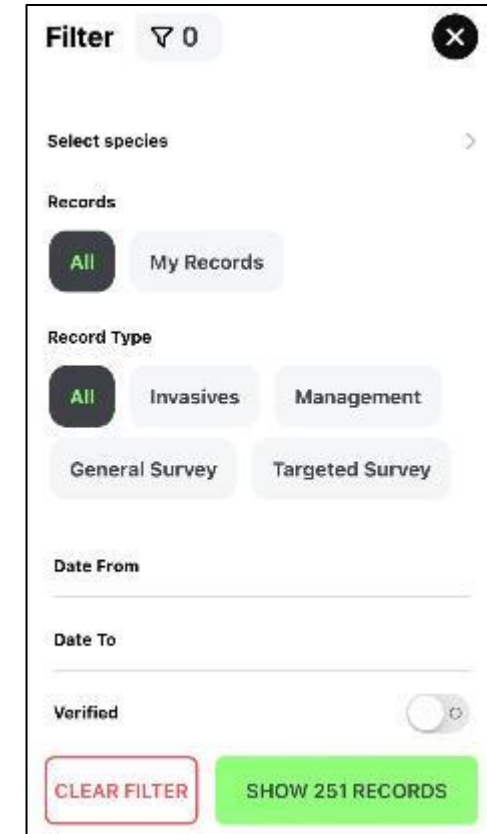 Filter 0
Select species
Records
All My Records
Record Type
All Invasives Management
General Survey Targeted Survey
Date From
Date To
Verified
CLEAR FILTER SHOW 251 RECORDS